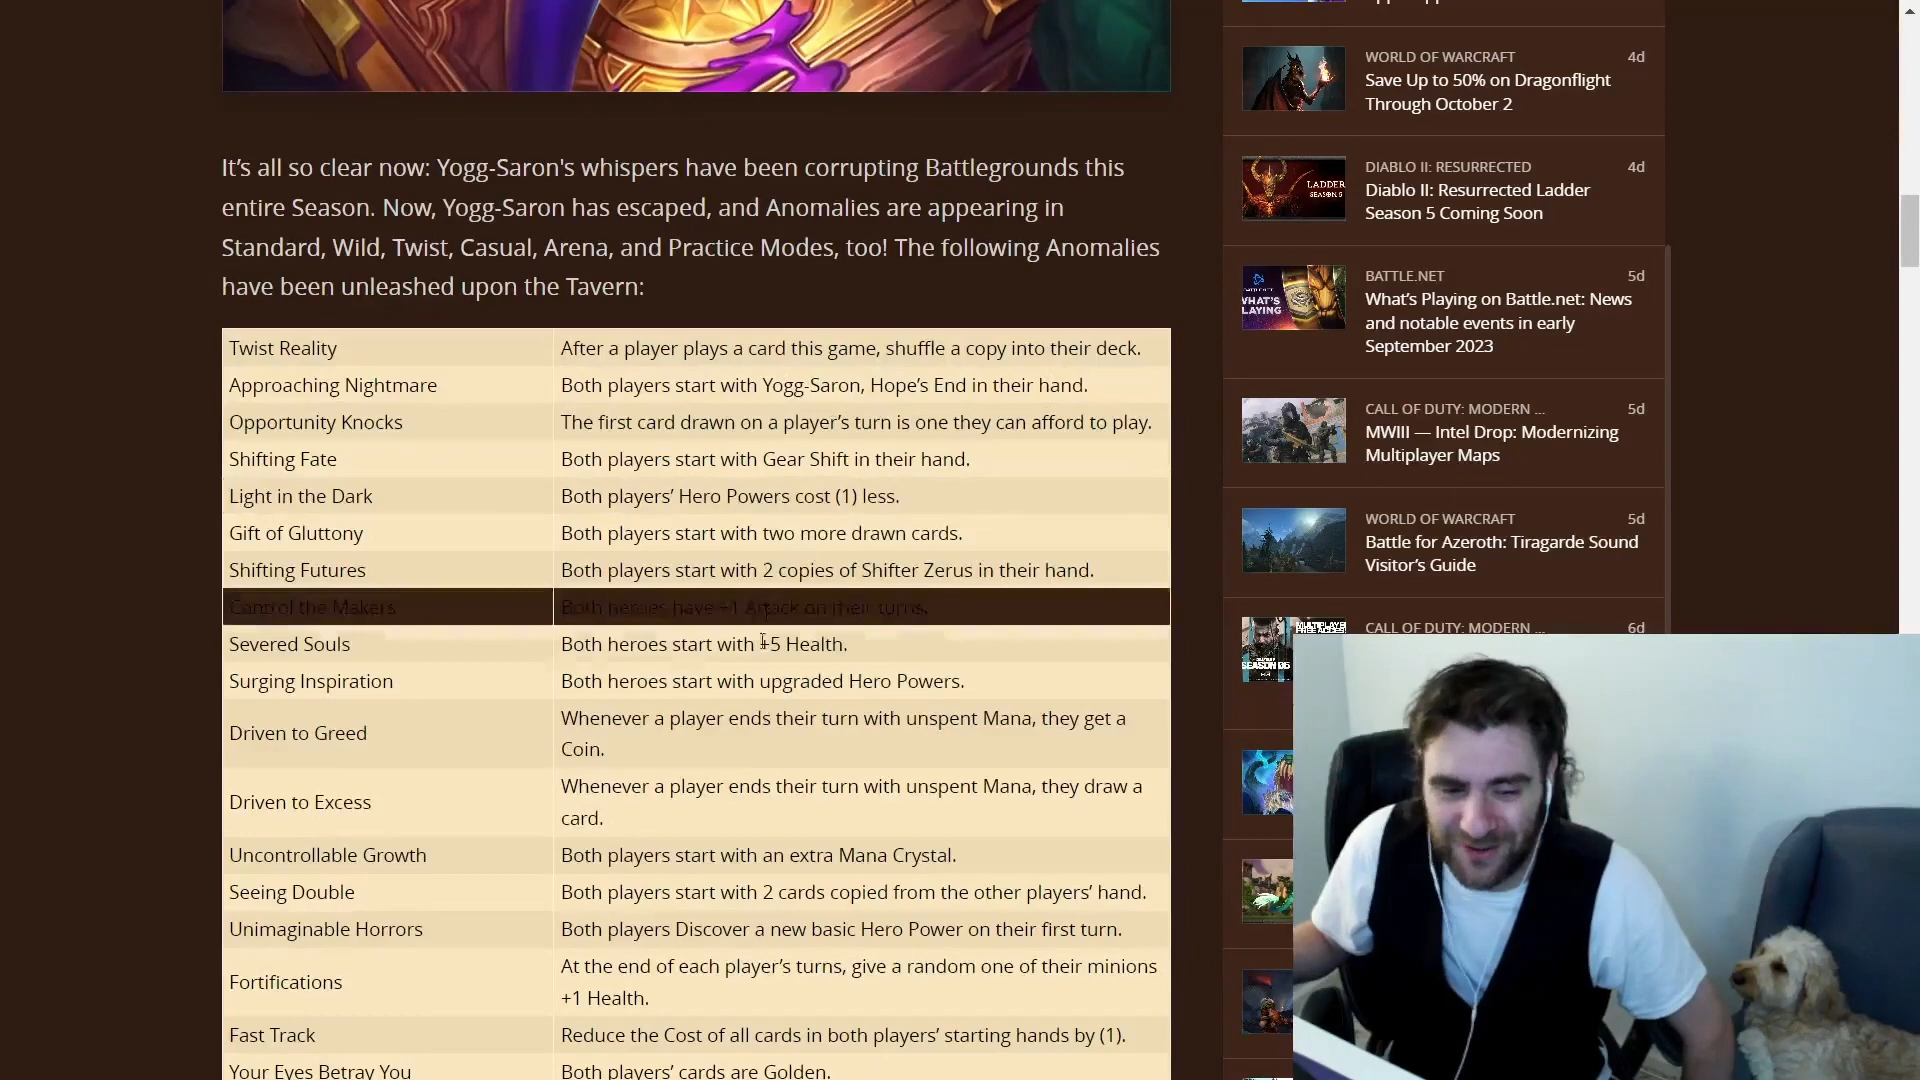 It's all so clear now: Yogg-Saron's whispers have been corrupting Battlegrounds this
entire Season. Now, Yogg-Saron has escaped, and Anomalies are appearing in
Standard, Wild, Twist, Casual, Arena, and Practice Modes, too! The following Anomalies
have been unleashed upon the Tavern:
Twist Reality After a player plays a card this game, shuffle a copy into their deck.
Approaching Nightmare Both players start with Yogg-Saron, Hope's End in their hand.
Opportunity Knocks The first card drawn on a player's turn is one they can afford to play.
Shifting Fate Both players start with Gear Shift in their hand.
Light in the Dark Both players' Hero Powers cost (1) less.
Gift of Gluttony Both players start with two more drawn cards.
Shifting Futures Both players start with 2 copies of Shifter Zerus in their hand.
Control the Makers Both heroes have +1 Attack on their turns.
Severed Souls Both heroes start with +5 Health.
Surging Inspiration Both heroes start with upgraded Hero Powers.
Driven to Greed Whenever a player ends their turn with unspent Mana, they get a
Coin.
Driven to Excess Whenever a player ends their turn with unspent Mana, they draw a
card.
Uncontrollable Growth Both players start with an extra Mana Crystal.
Seeing Double Both players start with 2 cards copied from the other players' hand.
Unimaginable Horrors Both players Discover a new basic Hero Power on their first turn.
Fortifications At the end of each player's turns, give a random one of their minions
+1 Health.
Fast Track Reduce the Cost of all cards in both players' starting hands by (1).
Your Eyes Betray You Both players' cards are Golden.
WORLD OF WARCRAFT 4d
Save Up to 50% on Dragonflight
Through October 2
DIABLO II: RESURRECTED 4d
Diablo II: Resurrected Ladder
Season 5 Coming Soon
LADDER
SEASON 5
BATTLE.NET 5d
What's Playing on Battle.net: News
and notable events in early
September 2023
WHAT'S
PLAYING
CALL OF DUTY: MODERN ... 5d
MWIII — Intel Drop: Modernizing
Multiplayer Maps
WORLD OF WARCRAFT 5d
Battle for Azeroth: Tiragarde Sound
Visitor's Guide
CALL OF DUTY: MODERN ... 6d
SEASON 05